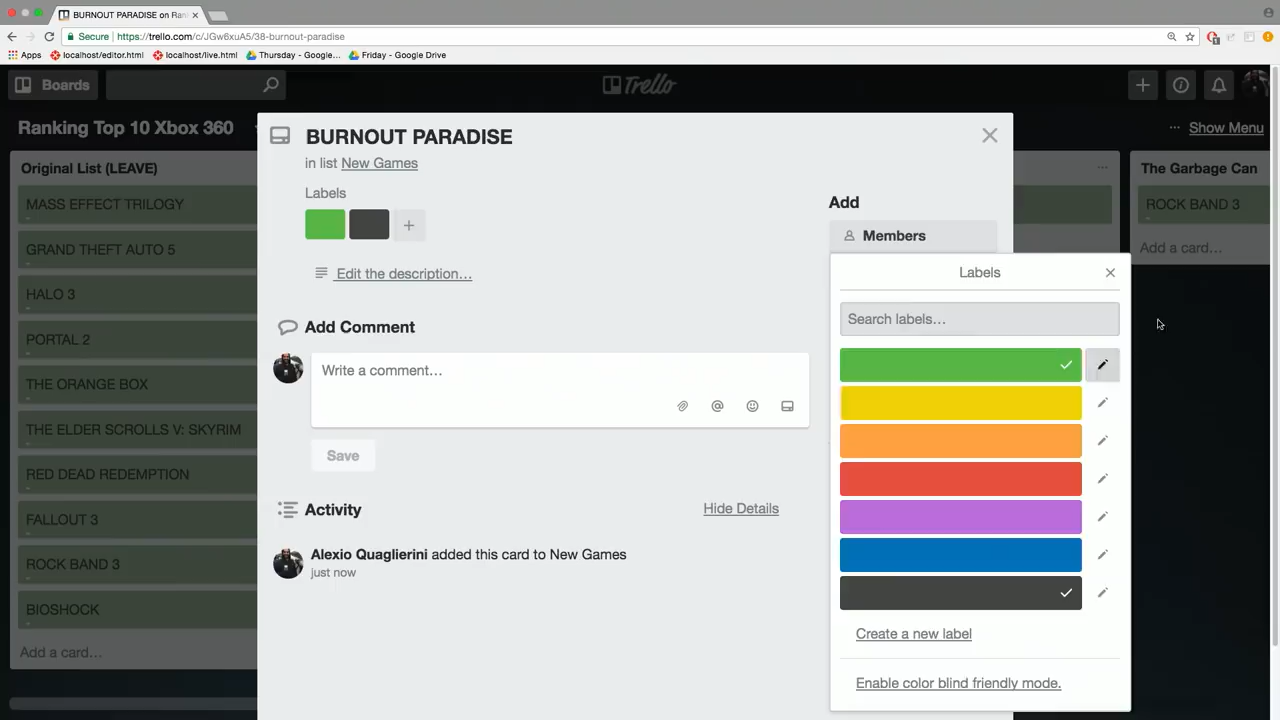 BURNOUT PARADISE on Ran
Secure
https://trello.com/c/JGw6xuA5/38-burnout-paradise
Apps
localhost/editor.html
localhost/live.html
Thursday - Google...
Friday - Google Drive
Boards
Trello
Ranking Top 10 Xbox 360
... Show Menu
Original List (LEAVE)
MASS EFFECT TRILOGY
GRAND THEFT AUTO 5
HALO 3
PORTAL 2
THE ORANGE BOX
THE ELDER SCROLLS V: SKYRIM
RED DEAD REDEMPTION
FALLOUT 3
ROCK BAND 3
BIOSHOCK
Add a card...
BURNOUT PARADISE
in list New Games
Labels
Edit the description...
Add Comment
Write a comment...
Save
Activity
Hide Details
Alexio Quaglierini added this card to New Games
just now
Add
Members
Labels
Search labels...
Create a new label
Enable color blind friendly mode.
The Garbage Can
ROCK BAND 3
Add a card...